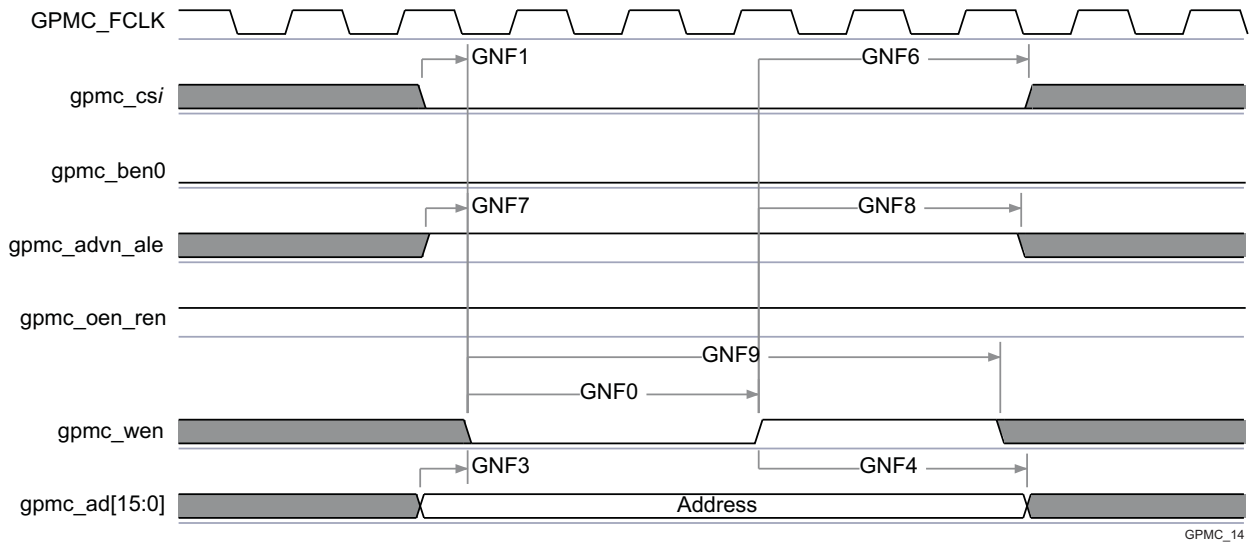 GPMC_FCLK
GNF1
GNF6
gpmc_csi
gpmc_ben0
GNF7
GNF8
gpmc_advn_ale
gpmc_oen_ren
GNF9
GNF0
gpmc_wen
GNF3
GNF4
gpmc_ad[15:0]
Address
GPMC_14